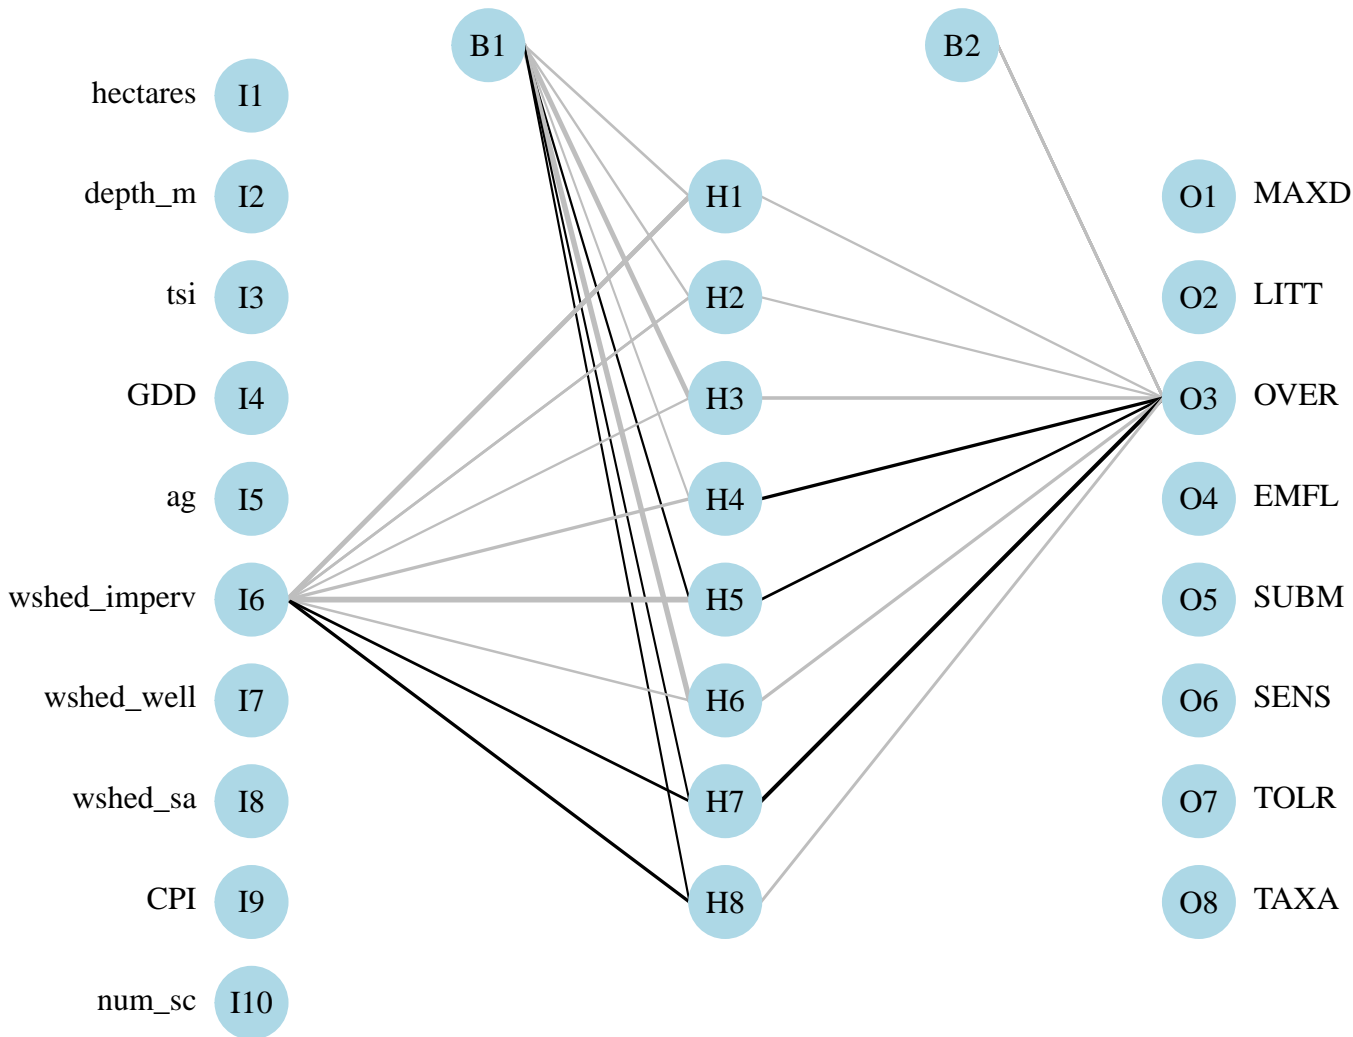 B1 B2
hectares I1
depth_m I2 H1 O1 MAXD
tsi I3 H2 O2 LITT
GDD I4 H3 O3 OVER
ag I5 H4 O4 EMFL
wshed_imperv I6 H5 O5 SUBM
wshed_well I7 H6 O6 SENS
wshed_sa I8 H7 O7 TOLR
CPI I9 H8 O8 TAXA
num_sc I10